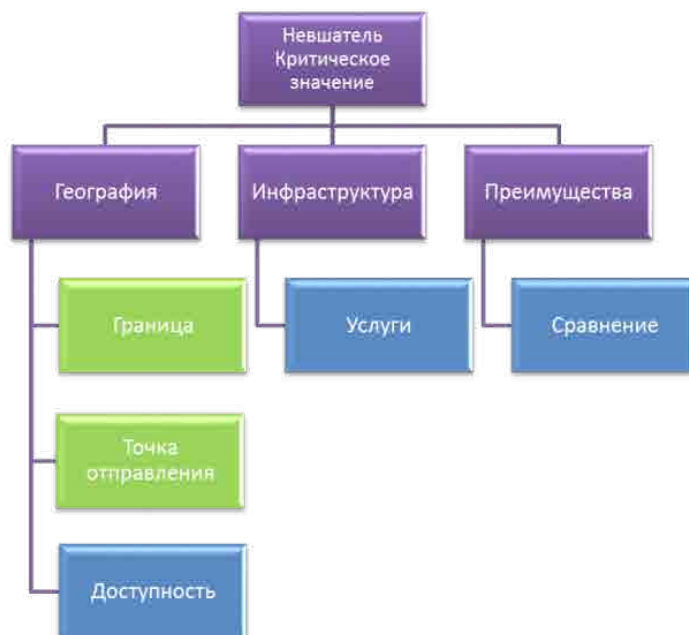 Невшатель
Критическое
значение
География
Инфраструктура
Преимущества
Граница
Услуги
Сравнение
Точка
отправления
Доступность